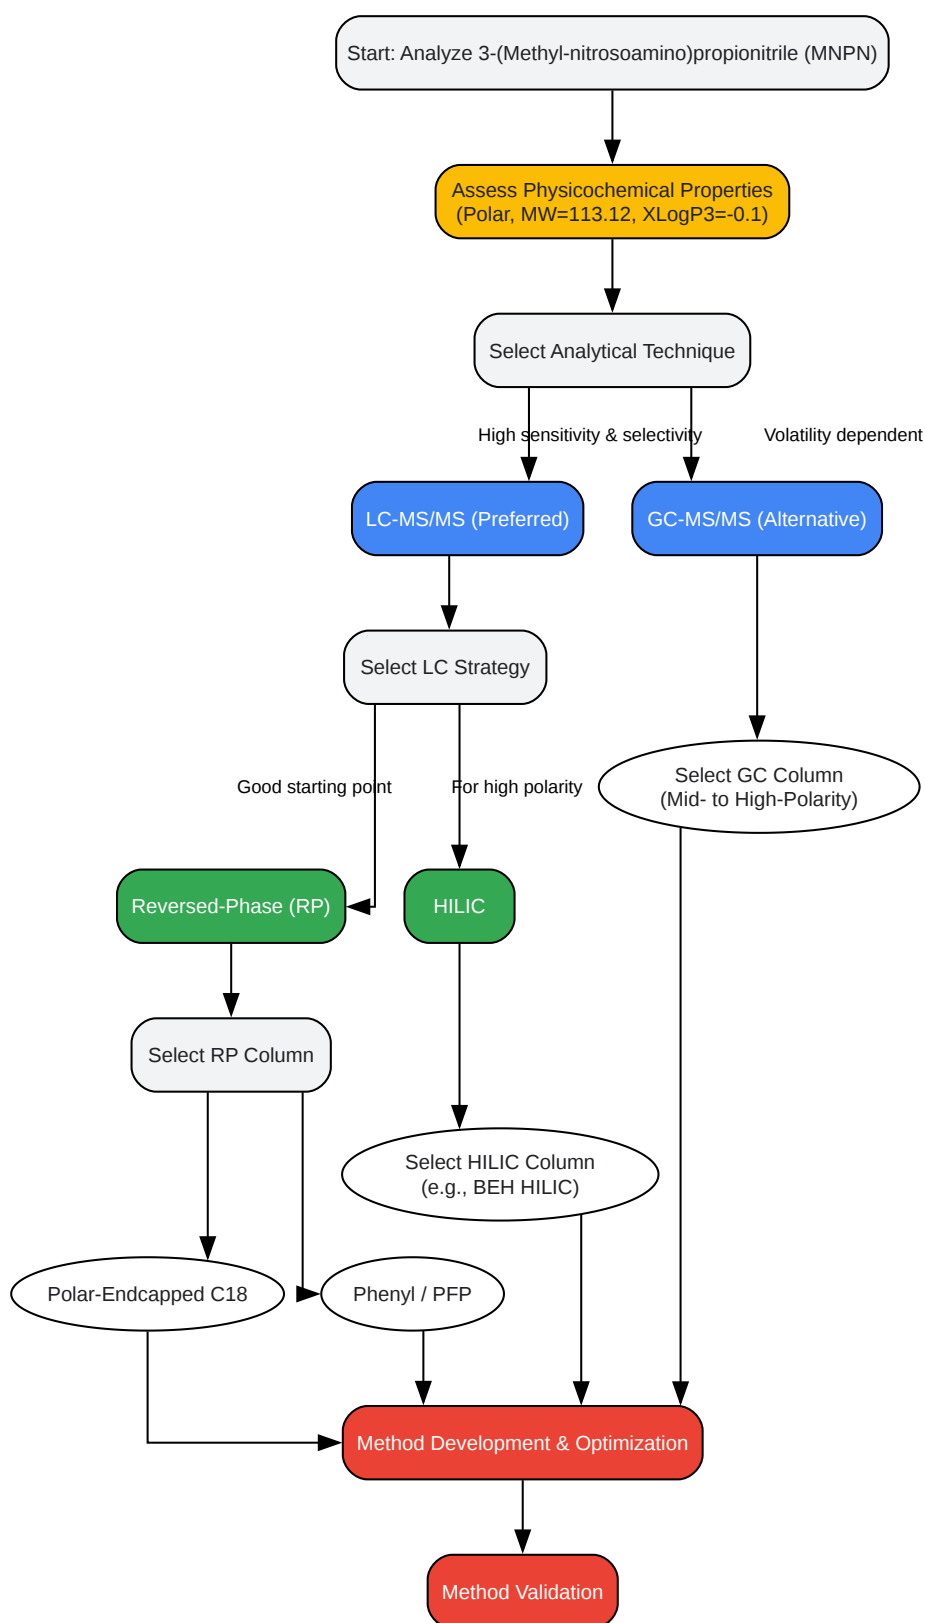 Start: Analyze 3-(Methyl-nitrosoamino)propionitrile (MNPN)
Assess Physicochemical Properties
(Polar, MW=113.12, XLogP3=-0.1)
Select Analytical Technique
High sensitivity & selectivity
Volatility dependent
LC-MS/MS (Preferred)
GC-MS/MS (Alternative)
Select LC Strategy
Good starting point
For high polarity
Select GC Column
(Mid- to High-Polarity)
Reversed-Phase (RP)
HILIC
Select RP Column
Select HILIC Column
(e.g., BEH HILIC)
Polar-Endcapped C18
Phenyl / PFP
Method Development & Optimization
Method Validation